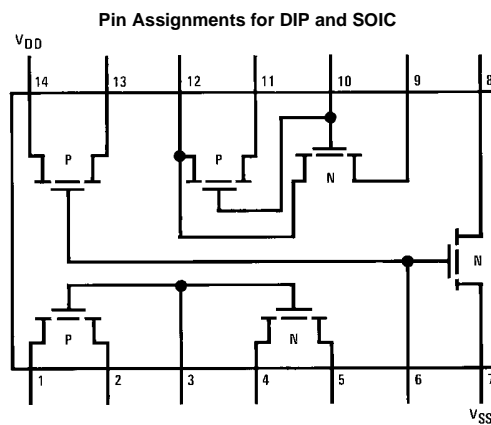 Pin Assignments for DIP and SOIC
VDD
14 13 12 11 10 9 8
P P N
N
P N
1 2 3 4 5 6 7
VSS